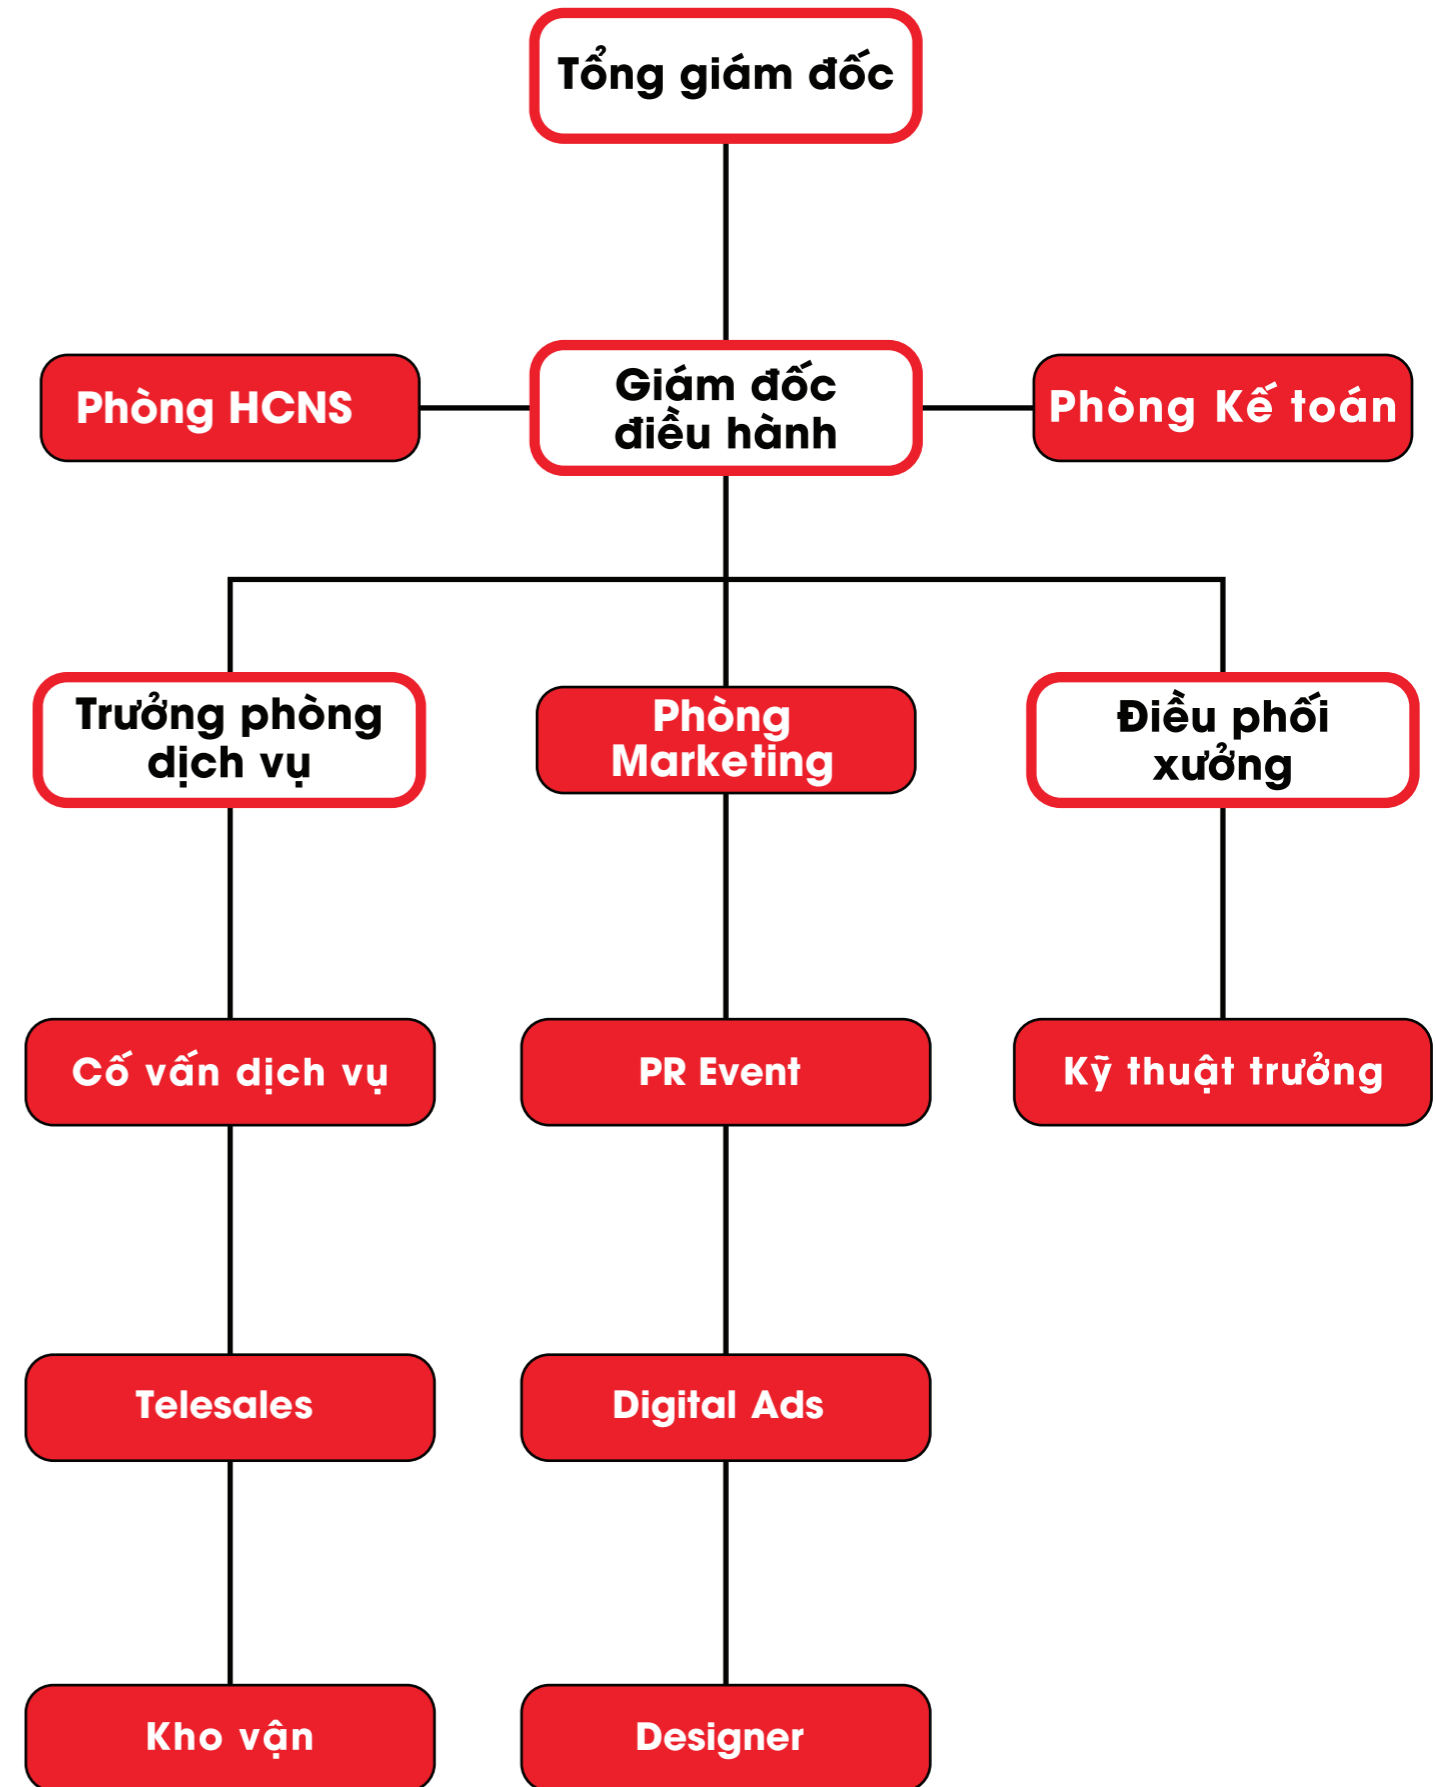 Tổng giám đốc
Phòng HCNS
Giám đốc
điều hành
Phòng Kế toán
Trưởng phòng
dịch vụ
Phòng
Marketing
Điều phối
xưởng
Cố vấn dịch vụ
PR Event
Kỹ thuật trưởng
Telesales
Digital Ads
Kho vận
Designer